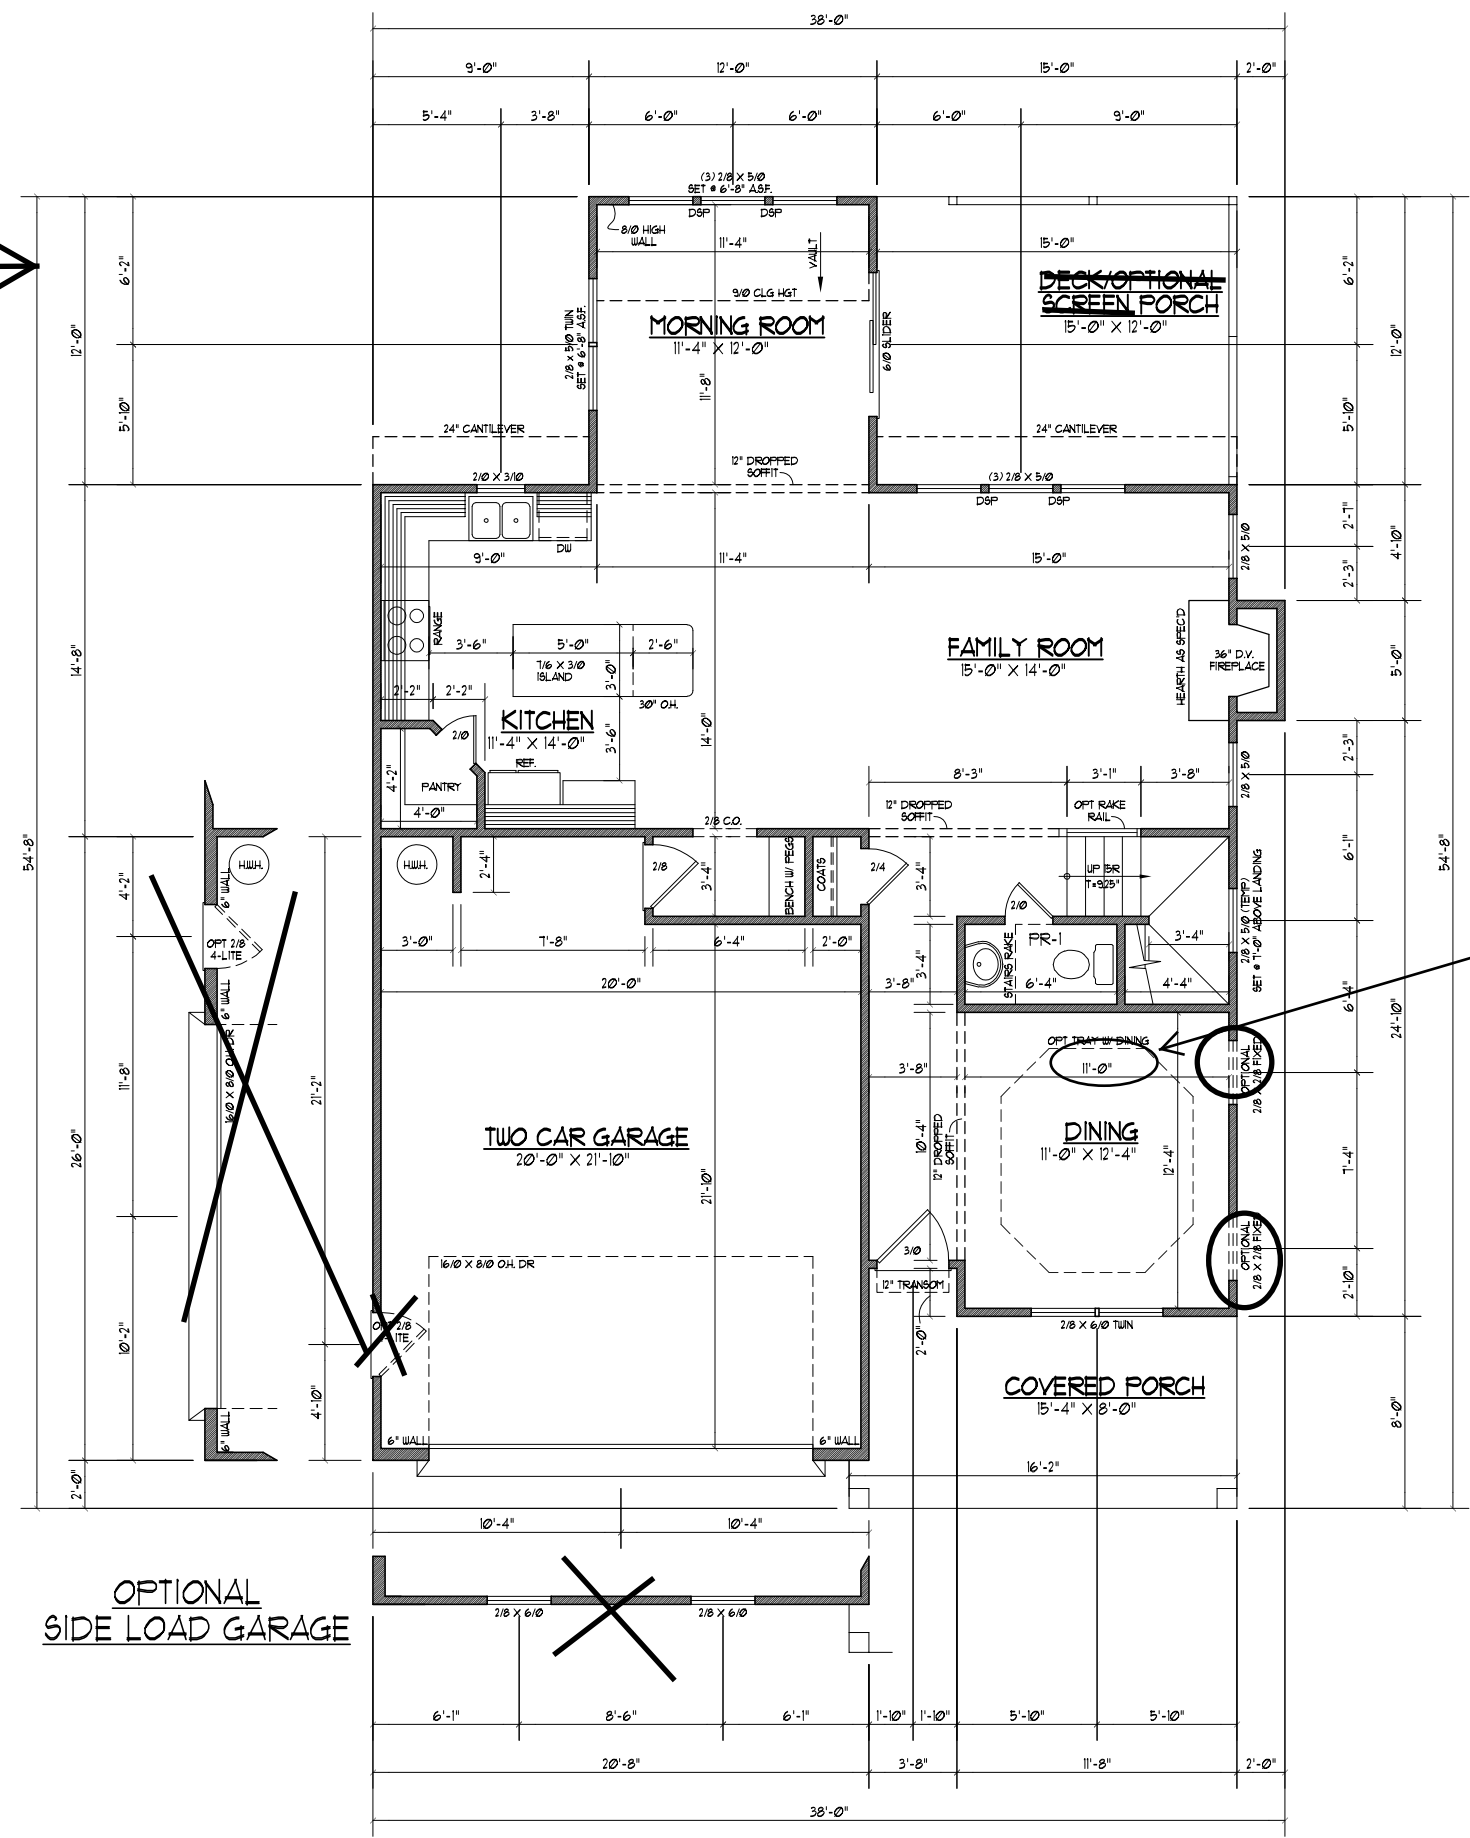 38'-0"
9'-0" 12'-0" 15'-0" 2'-0"
5'-4" 3'-8" 6'-0" 6'-0" 6'-0" 9'-0"
(3) 2/8 X 5/0
SET @ 6'-8" A.S.F.
DSP DSP
8/0 HIGH
WALL
11'-4"
VAULT
15'-0"
6'-2"
12'-0"
5'-10"
DECK/OPTIONAL
SCREEN PORCH
15'-0" X 12'-0"
6'-2"
12'-0"
5'-10"
9/0 CLG HGT
MORNING ROOM
11'-4" X 12'-0"
2/8 X 5/0 TWIN
SET @ 6'-8" A.S.F.
6/0 SLIDER
11'-8"
24" CANTILEVER
24" CANTILEVER
12" DROPPED
SOFFIT
2/0 X 3/10
(3) 2/8 X 5/0
DSP DSP
DW
9'-0" 11'-4" 15'-0"
2/8 X 5/0
2'-7"
4'-10"
2'-3"
RANGE
3'-6" 5'-0" 2'-6"
7/6 X 3/0
ISLAND
3'-0"
30" O.H.
2'-2" 2'-2"
FAMILY ROOM
15'-0" X 14'-0"
HEARTH AS SPEC'D
36" D.V.
FIREPLACE
5'-0"
14'-8"
KITCHEN
11'-4" X 14'-0"
3'-6"
14'-0"
2/0
REF.
PANTRY
4'-2"
4'-0"
8'-3" 3'-1" 3'-8"
2/8 X 5/0
2'-3"
12" DROPPED
SOFFIT
OPT RAKE
RAIL
2/8 C.O.
54'-8"
54'-8"
H.W.H.
H.W.H.
2'-4"
2/8
3'-4"
BENCH W/ PEGS
COATS
2/4
3'-4"
UP 15R
T=9.25"
2/0
6'-1"
2/8 X 5/0 (TEMP)
SET @ 7'-0" ABOVE LANDING
6" WALL
OPT 2/8
4-LITE
6" WALL
4'-2"
3'-0" 7'-8" 6'-4" 2'-0"
20'-0"
3'-8"
3'-4"
STAIRS RAKE
PR-1
6'-4"
3'-4"
4'-4"
6'-4"
24'-10"
16/0 X 8/0 O.H. DR
11'-8"
21'-2"
26'-0"
OPT TRAY W/ DINING
11'-0"
3'-8"
OPTIONAL
2/8 X 2/8 FIXED
TWO CAR GARAGE
20'-0" X 21'-10"
21'-10"
10'-4"
12" DROPPED
SOFFIT
DINING
11'-0" X 12'-4"
12'-4"
7'-4"
OPTIONAL
2/8 X 2/8 FIXED
2'-10"
3/0
12" TRANSOM
16/0 X 8/0 O.H. DR
10'-2"
2'-0"
2/8 X 6/0 TWIN
4'-10"
COVERED PORCH
15'-4" X 8'-0"
8'-0"
6" WALL
6" WALL 6" WALL
16'-2"
2'-0"
10'-4" 10'-4"
OPTIONAL
SIDE LOAD GARAGE
2/8 X 6/0 2/8 X 6/0
6'-1" 8'-6" 6'-1" 1'-10" 1'-10" 5'-10" 5'-10"
20'-8" 3'-8" 11'-8" 2'-0"
38'-0"